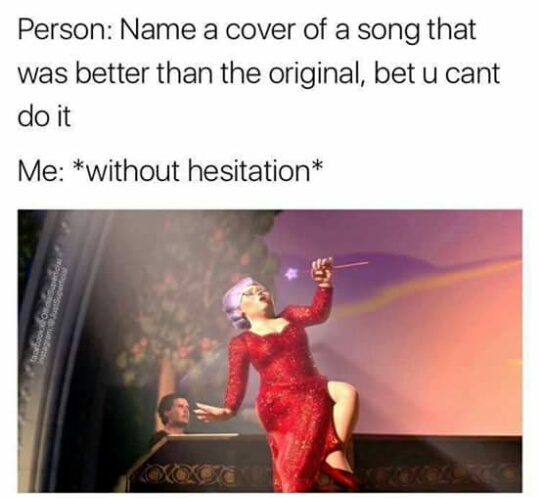 Person: Name a cover of a song that
was better than the original, bet u cant
do it
Me: *without hesitation*